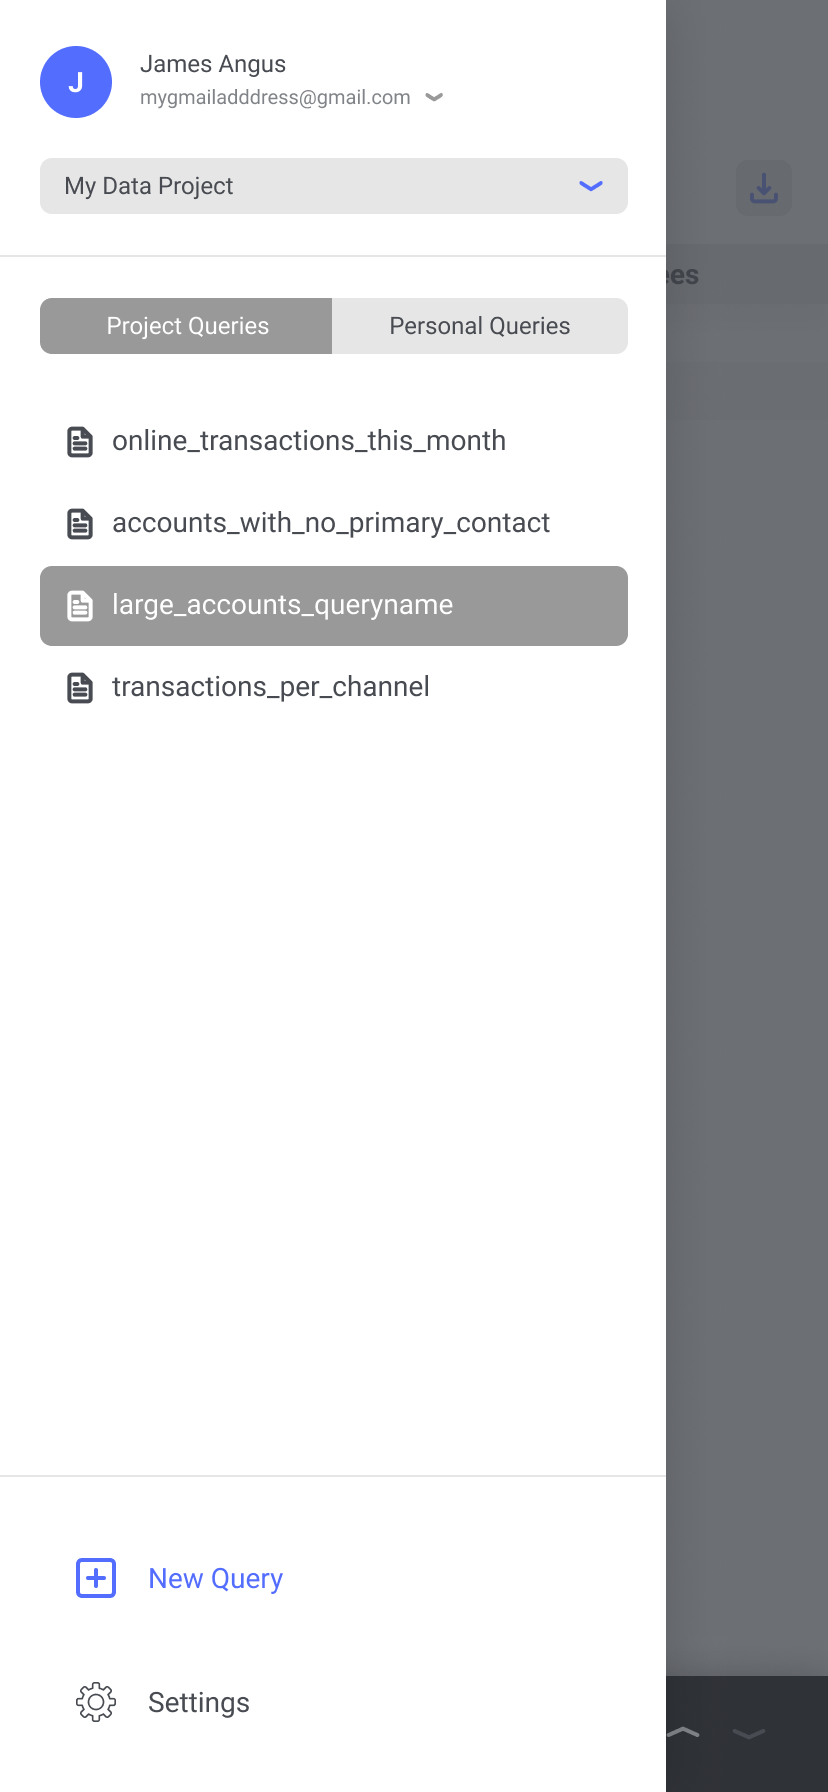 J
James Angus
mygmailadddress@gmail.com
My Data Project
Project Queries
Personal Queries
online_transactions_this_month
accounts_with_no_primary_contact
large_accounts_queryname
transactions_per_channel
New Query
Settings